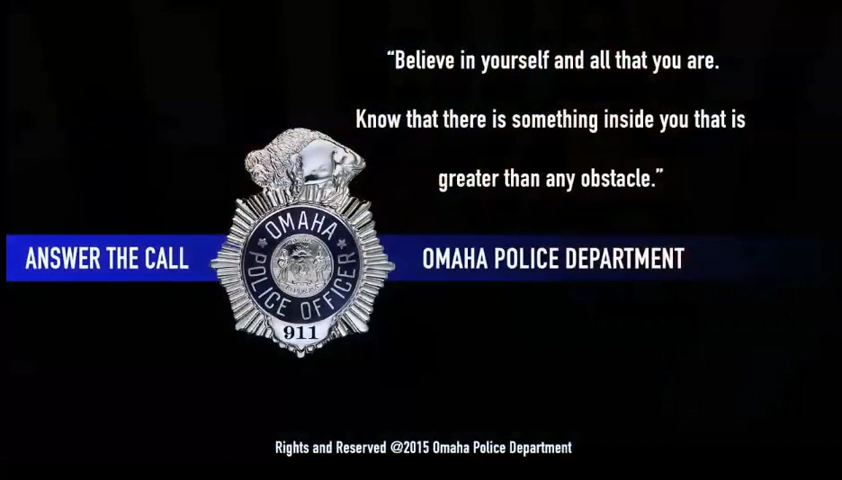 “Believe in yourself and all that you are.
Know that there is something inside you that is
greater than any obstacle.”
ANSWER THE CALL
OMAHA
POLICE OFFICER
911
OMAHA POLICE DEPARTMENT
Rights and Reserved @2015 Omaha Police Department